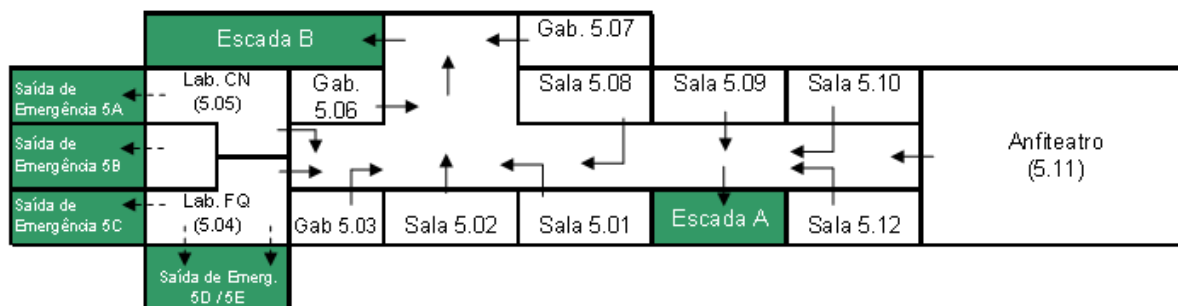 Escada B
Gab. 5.07
Saída de
Emergência 5A
Lab. CN
(5.05)
Gab.
5.06
Sala 5.08
Sala 5.09
Sala 5.10
Saída de
Emergência 5B
Anfiteatro
(5.11)
Saída de
Emergência 5C
Lab. FQ
(5.04)
Gab 5.03
Sala 5.02
Sala 5.01
Escada A
Sala 5.12
Saída de Emerg.
5D / 5E